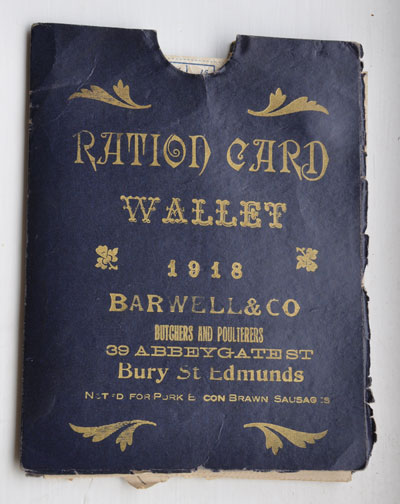 RATION CARD
WALLET
1918
BARWELL & CO
BUTCHERS AND POULTERERS
39 ABBEYGATE ST
Bury St Edmunds
NOTED FOR PORK BACON BRAWN SAUSAGES